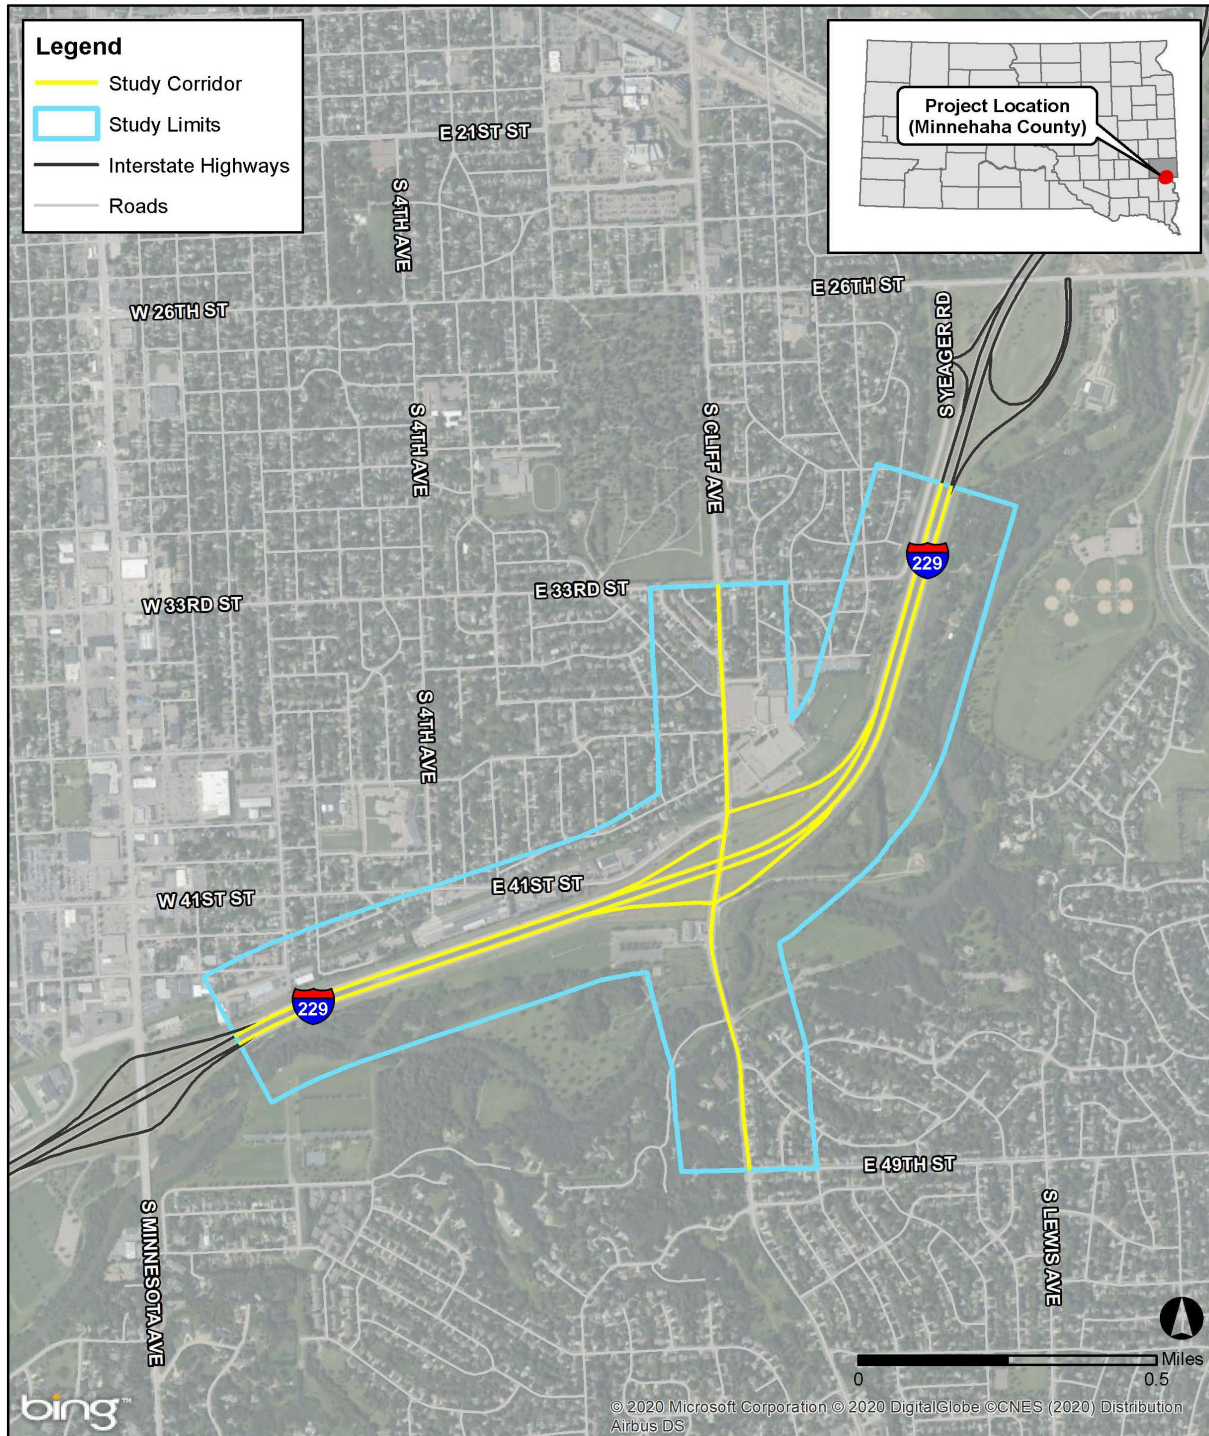 Legend
Study Corridor
Study Limits
Interstate Highways
Roads
Project Location
(Minnehaha County)
E 21ST ST
S 4TH AVE
W 26TH ST
E 26TH ST
S YEAGER RD
S 4TH AVE
S CLIFF AVE
229
W 33RD ST
E 33RD ST
S 4TH AVE
W 41ST ST
E 41ST ST
229
E 49TH ST
S MINNESOTA AVE
S LEWIS AVE
Miles
0
0.5
bing™
© 2020 Microsoft Corporation © 2020 DigitalGlobe ©CNES (2020) Distribution
Airbus DS